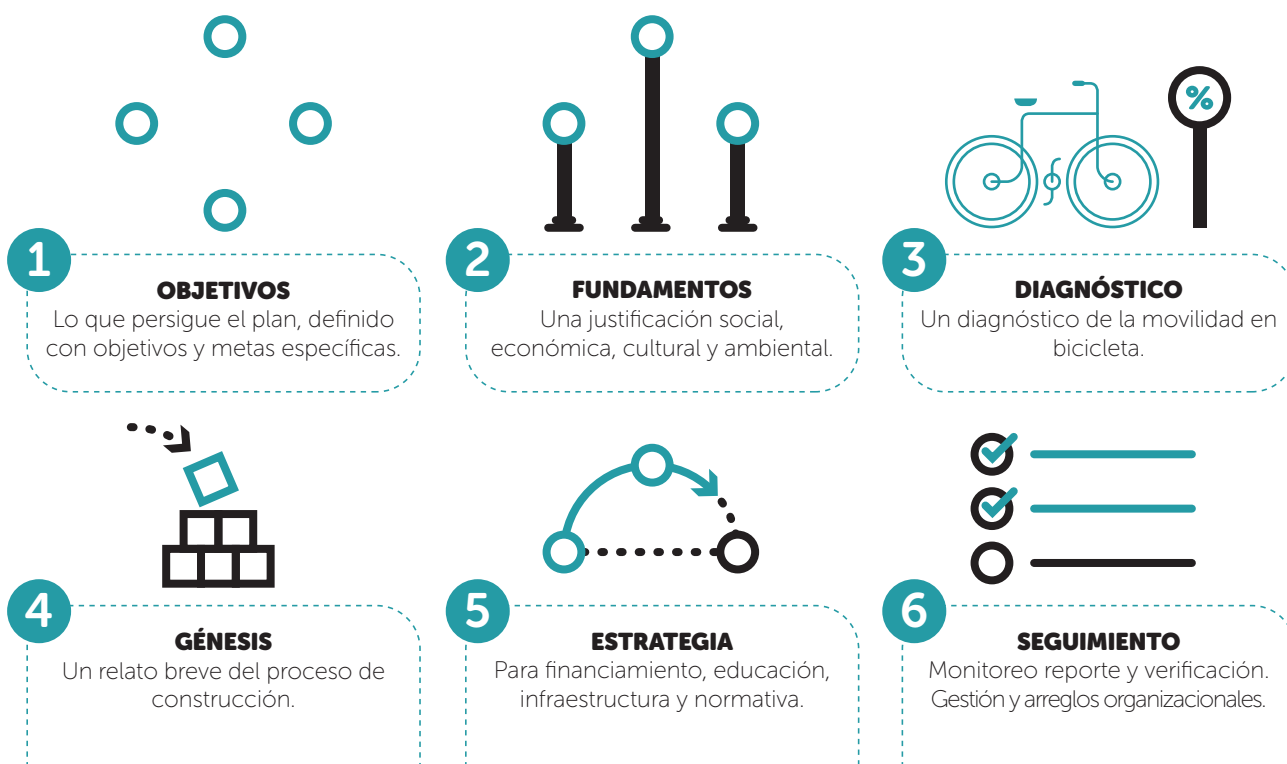 %
1
OBJETIVOS
Lo que persigue el plan, definido
con objetivos y metas específicas.
2
FUNDAMENTOS
Una justificación social,
económica, cultural y ambiental.
3
DIAGNÓSTICO
Un diagnóstico de la movilidad en
bicicleta.
4
GÉNESIS
Un relato breve del proceso de
construcción.
5
ESTRATEGIA
Para financiamiento, educación,
infraestructura y normativa.
6
SEGUIMIENTO
Monitoreo reporte y verificación.
Gestión y arreglos organizacionales.